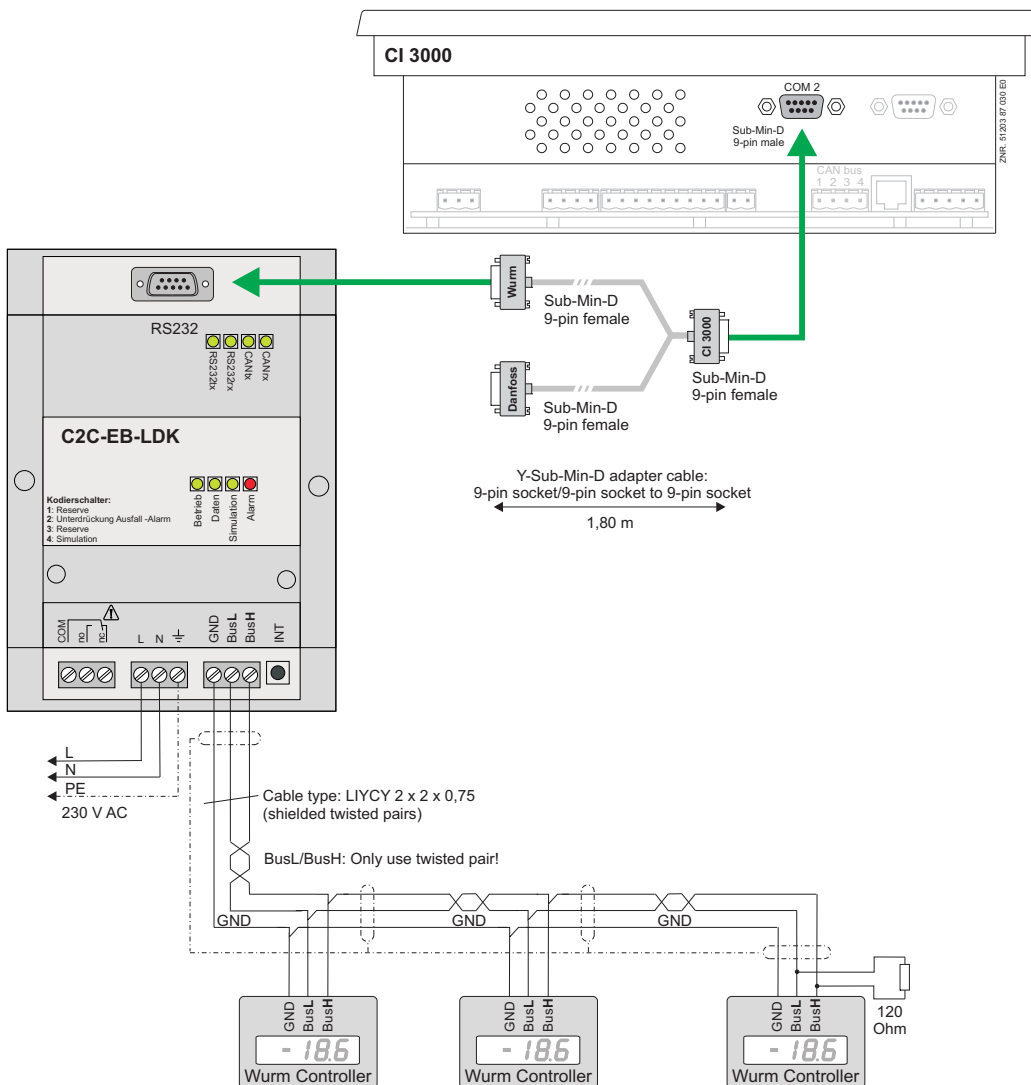 CI 3000
COM 2
Sub-Min-D
9-pin male
ZNR. 51203 87 030 E0
CAN bus
1 2 3 4
Wurm
Sub-Min-D
9-pin female
CI 3000
Danfoss
Sub-Min-D
9-pin female
Sub-Min-D
9-pin female
Y-Sub-Min-D adapter cable:
9-pin socket/9-pin socket to 9-pin socket
1,80 m
RS232
RS232tx
RS232rx
CANtx
CANrx
C2C-EB-LDK
Betrieb
Daten
Simulation
Alarm
Kodierschalter:
1: Reserve
2: Unterdrückung Ausfall -Alarm
3: Reserve
4: Simulation
COM
no
nc
L N
GND
BusL
BusH
INT
L
N
PE
230 V AC
Cable type: LIYCY 2 x 2 x 0,75
(shielded twisted pairs)
BusL/BusH: Only use twisted pair!
GND GND GND
GND
BusL
BusH
- 18.6
Wurm Controller
GND
BusL
BusH
- 18.6
Wurm Controller
GND
BusL
BusH
- 18.6
Wurm Controller
120
Ohm